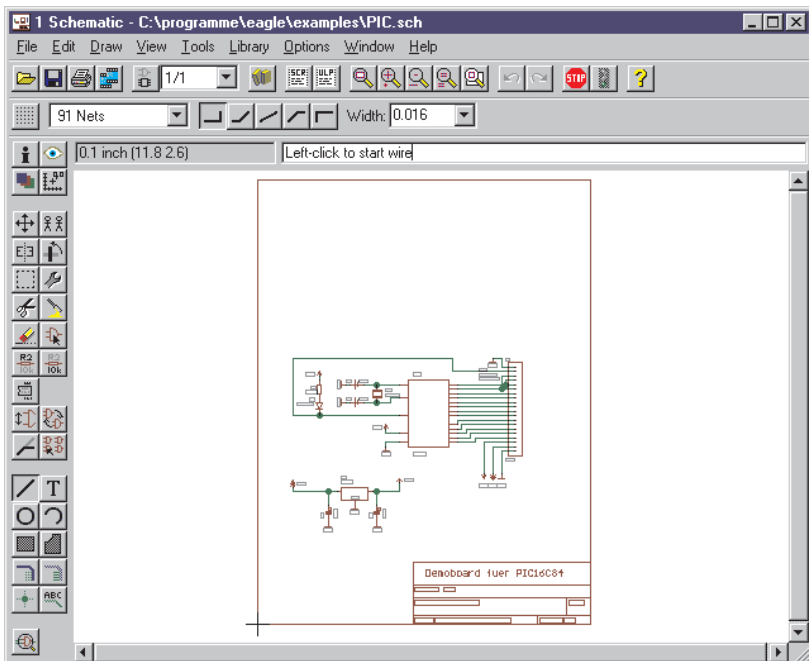 1 Schematic - C:\programme\eagle\examples\PIC.sch
File Edit Draw View Tools Library Options Window Help
1/1 SCR ULP STOP ?
91 Nets Width: 0.016
0.1 inch (11.8 2.6) Left-click to start wire
R2 R2
10k 10k
T
ABC
Demoboard fuer PIC16C84